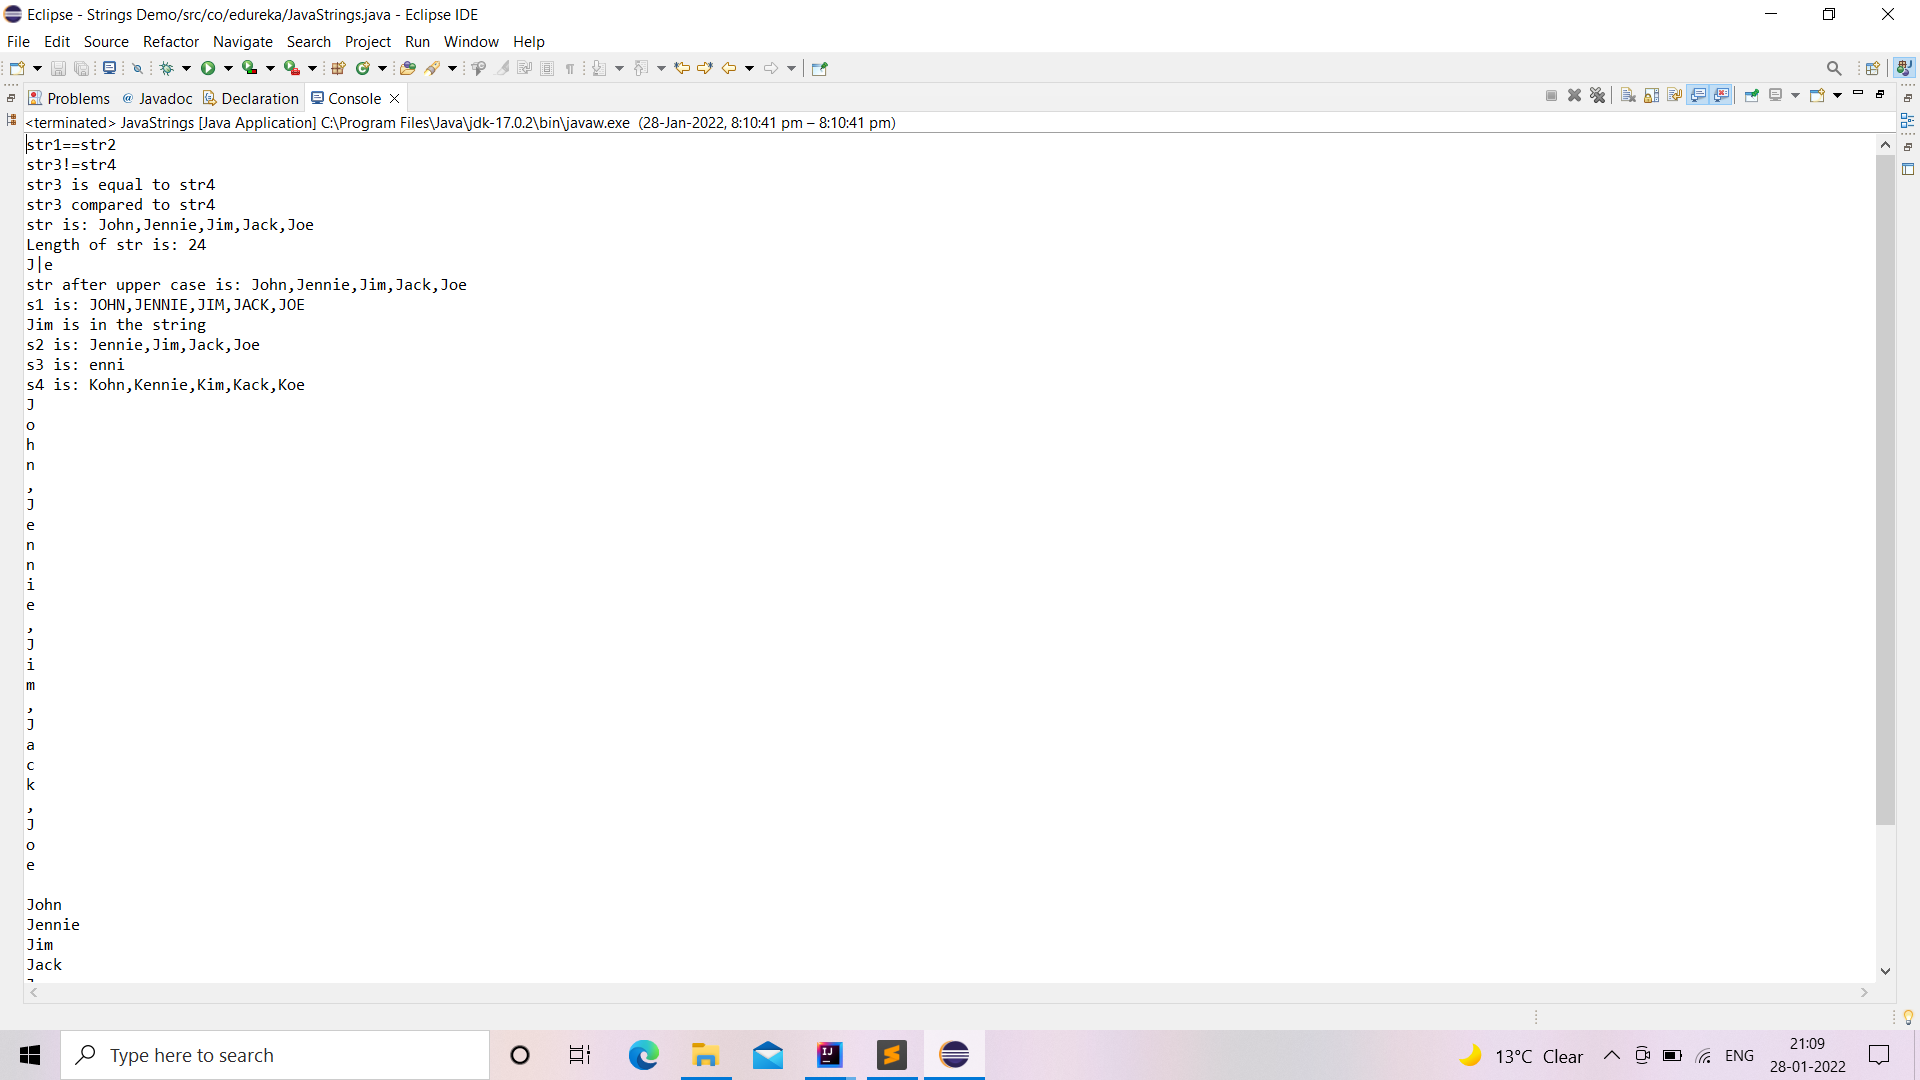 Eclipse - Strings Demo/src/co/edureka/JavaStrings.java - Eclipse IDE
File Edit Source Refactor Navigate Search Project Run Window Help
Problems @ Javadoc Declaration Console
<terminated> JavaStrings [Java Application] C:\Program Files\Java\jdk-17.0.2\bin\javaw.exe (28-Jan-2022, 8:10:41 pm – 8:10:41 pm)
str1==str2
str3!=str4
str3 is equal to str4
str3 compared to str4
str is: John,Jennie,Jim,Jack,Joe
Length of str is: 24
J|e
str after upper case is: John,Jennie,Jim,Jack,Joe
s1 is: JOHN,JENNIE,JIM,JACK,JOE
Jim is in the string
s2 is: Jennie,Jim,Jack,Joe
s3 is: enni
s4 is: Kohn,Kennie,Kim,Kack,Koe
J
o
h
n
,
J
e
n
n
i
e
,
J
i
m
,
J
a
c
k
,
J
o
e
John
Jennie
Jim
Jack
Type here to search
13°C Clear
ENG
21:09
28-01-2022